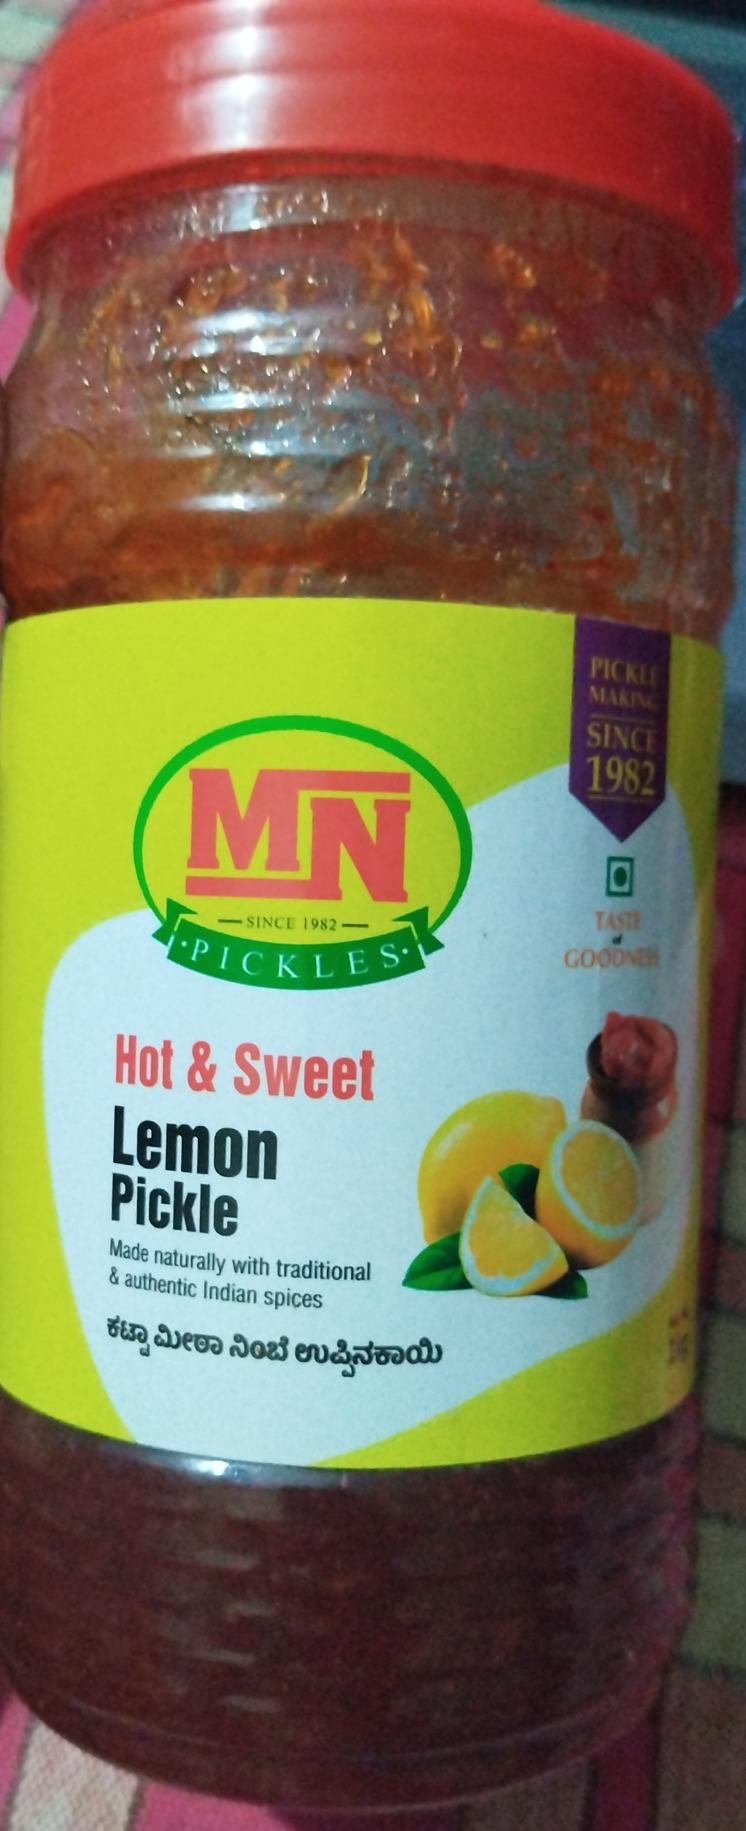 PICKLE
MAKING
SINCE
1982
MN
SINCE 1982
·PICKLES·
TASTE
of
GOODNESS
Hot & Sweet
Lemon
Pickle
Made naturally with traditional
& authentic Indian spices
ಕಟ್ಟಾ ಮೀಠಾ ನಿಂಬೆ ಉಪ್ಪಿನಕಾಯಿ